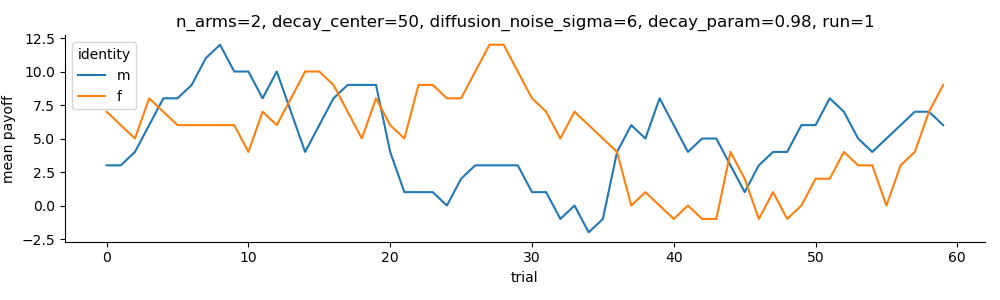 n_arms=2, decay_center=50, diffusion_noise_sigma=6, decay_param=0.98, run=1
identity
m
f
mean payoff
12.5
10.0
7.5
5.0
2.5
0.0
−2.5
0 10 20 30 40 50 60
trial